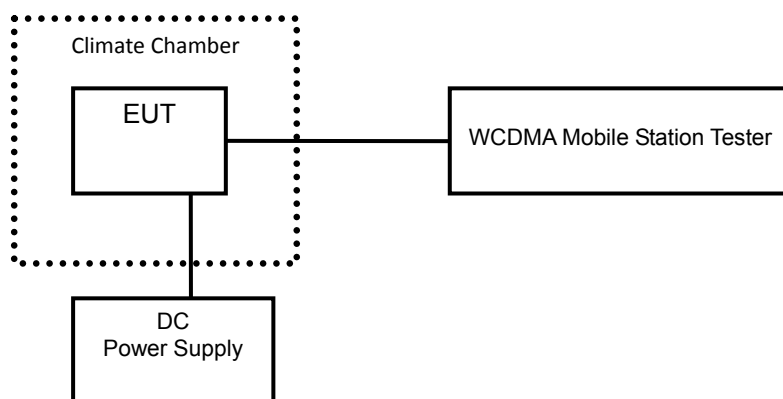 Climate Chamber
EUT
WCDMA Mobile Station Tester
DC
Power Supply